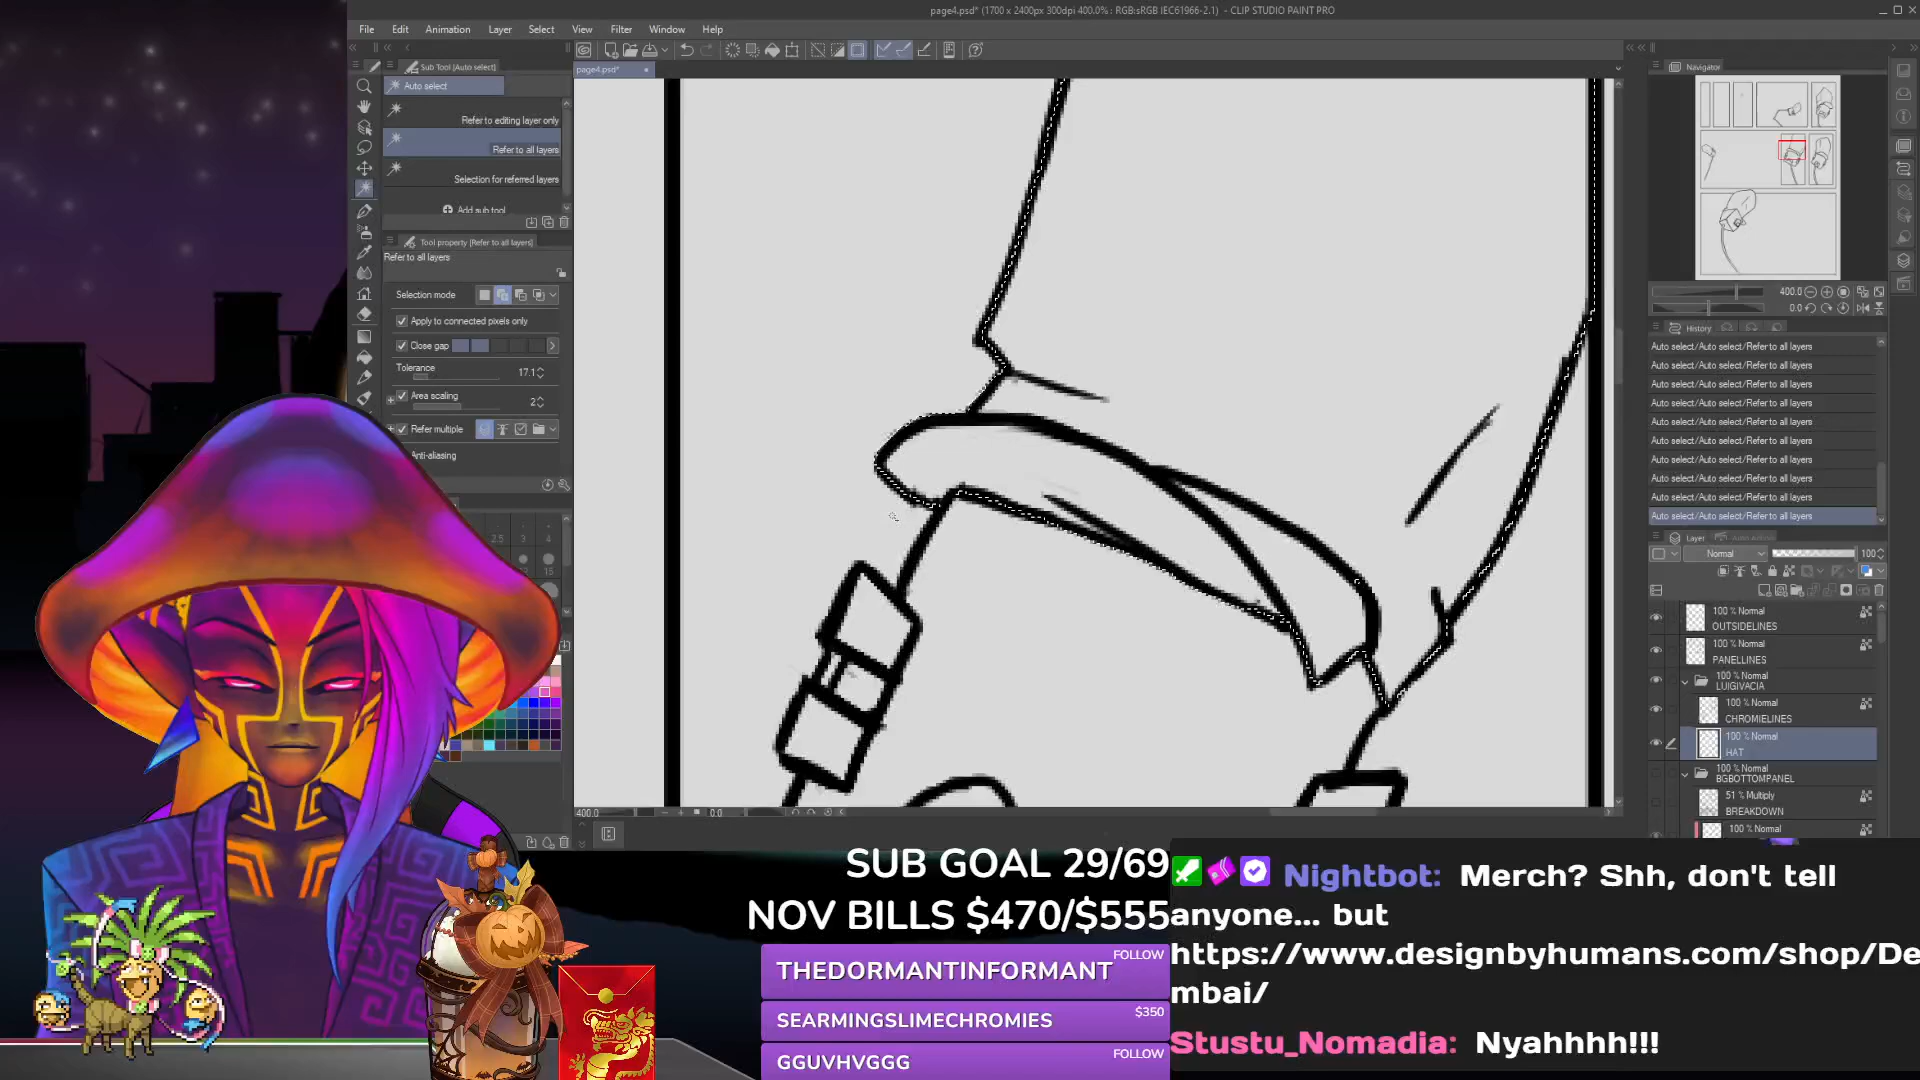 page4.psd* (1700 x 2400px 300dpi 400.0% : RGB:sRGB IEC61966-2.1) - CLIP STUDIO PAINT PRO
File Edit Animation Layer Select View Filter Window Help
Sub Tool [Auto select]
page4.psd*
Navigator
Auto select
Refer to editing layer only
Refer to all layers
Selection for referred layers
Add sub tool
Tool property [Refer to all layers]
Refer to all layers
Selection mode
Apply to connected pixels only
Close gap
Tolerance 17.1
Area scaling 2
Refer multiple
Anti-aliasing
400.0
0.0
History
Auto select/Auto select/Refer to all layers
Auto select/Auto select/Refer to all layers
Auto select/Auto select/Refer to all layers
Auto select/Auto select/Refer to all layers
Auto select/Auto select/Refer to all layers
Auto select/Auto select/Refer to all layers
Auto select/Auto select/Refer to all layers
Auto select/Auto select/Refer to all layers
Auto select/Auto select/Refer to all layers
Auto select/Auto select/Refer to all layers
Layer
Normal 100
100 % Normal
OUTSIDELINES
100 % Normal
PANELLINES
100 % Normal
LUIGIVACIA
100 % Normal
CHROMIELINES
100 % Normal
HAT
100 % Normal
BGBOTTOMPANEL
51 % Multiply
BREAKDOWN
100 % Normal
400.0 0.0
SUB GOAL 29/69
NOV BILLS $470/$555
THEDORMANTINFORMANT FOLLOW
SEARMINGSLIMECHROMIES $350
GGUVHVGGG FOLLOW
Nightbot: Merch? Shh, don't tell
anyone... but
https://www.designbyhumans.com/shop/De
mbai/
Stustu_Nomadia: Nyahhhh!!!